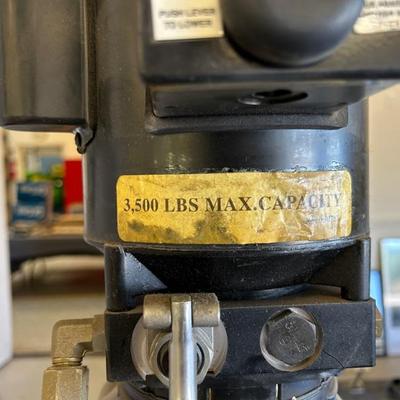 PUSH LEVER
TO LOWER
3,500 LBS MAX.CAPACITY